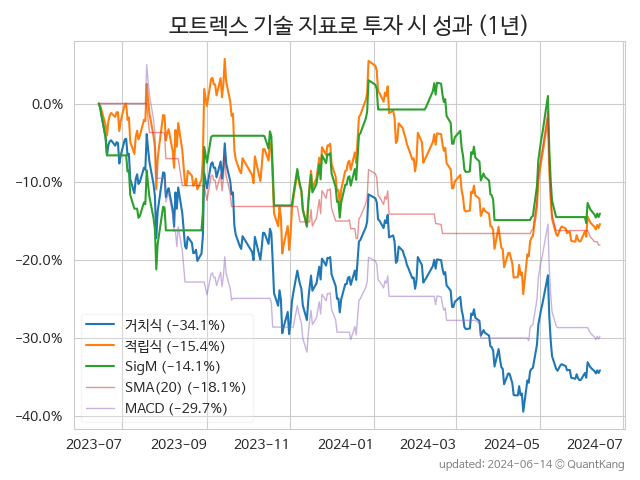 모트렉스 기술 지표로 투자 시 성과 (1년)
0.0%
−10.0%
−20.0%
−30.0%
−40.0%
거치식 (−34.1%)
적립식 (−15.4%)
SigM (−14.1%)
SMA(20) (−18.1%)
MACD (−29.7%)
2023-07 2023-09 2023-11 2024-01 2024-03 2024-05 2024-07
updated: 2024-06-14 © QuantKang